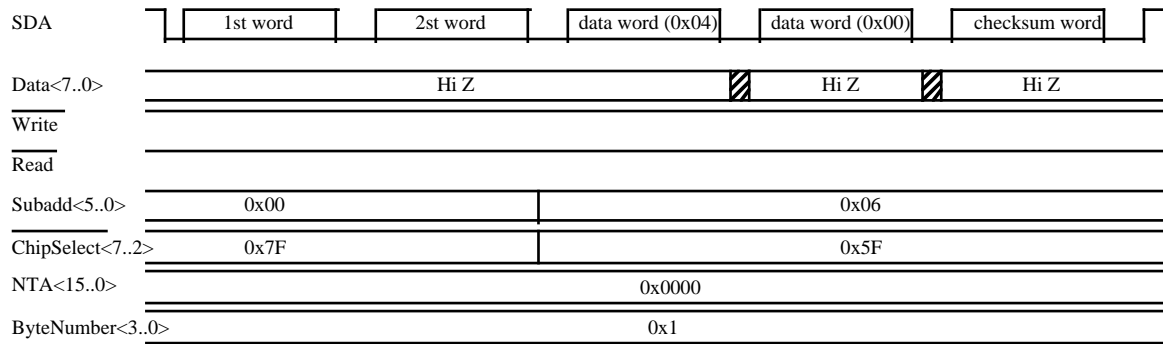 SDA 1st word 2st word data word (0x04) data word (0x00) checksum word
Data<7..0> Hi Z Hi Z Hi Z
Write
Read
Subadd<5..0> 0x00 0x06
ChipSelect<7..2> 0x7F 0x5F
NTA<15..0> 0x0000
ByteNumber<3..0> 0x1